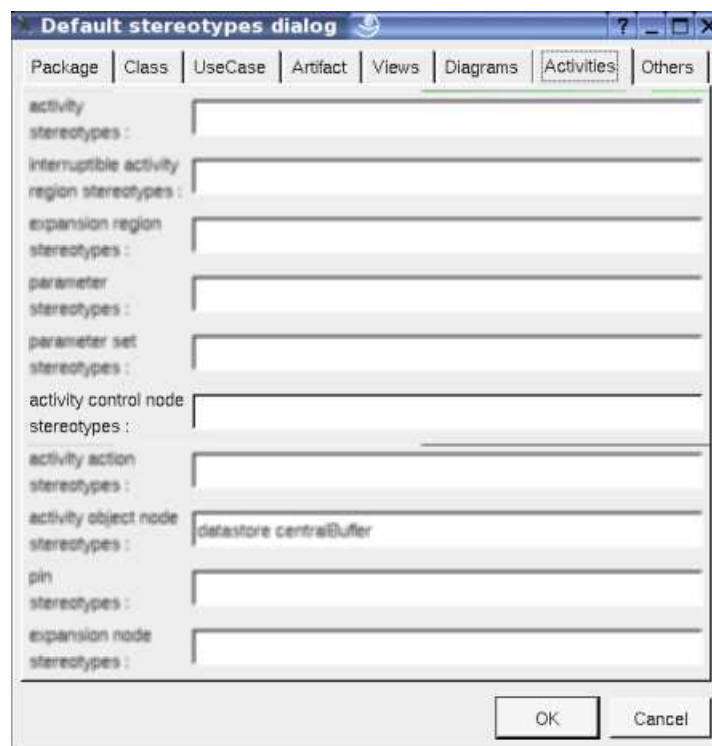 Default stereotypes dialog
Package Class UseCase Artifact Views Diagrams Activities Others
activity
stereotypes :
interruptible activity
region stereotypes :
expansion region
stereotypes :
parameter
stereotypes :
parameter set
stereotypes :
activity control node
stereotypes :
activity action
stereotypes :
activity object node
stereotypes :
datastore centralBuffer
pin
stereotypes :
expansion node
stereotypes :
OK Cancel